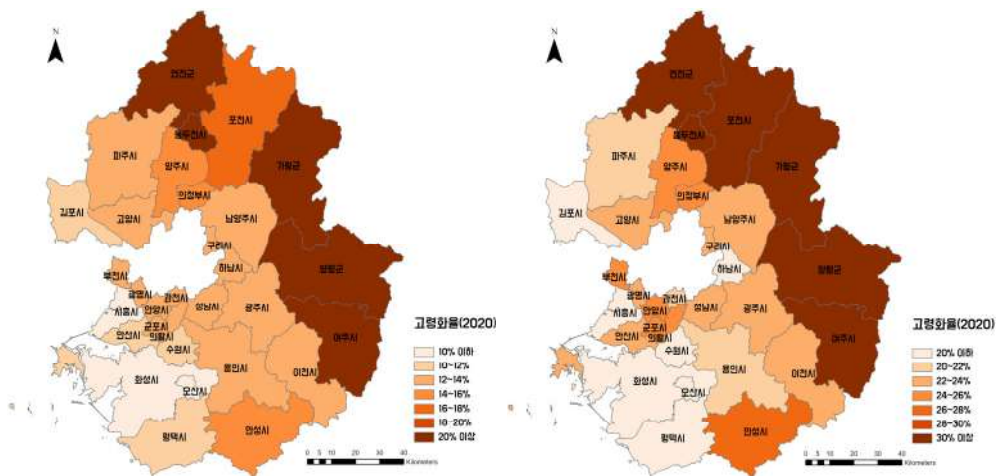 N
연천군
포천시
동두천시
가평군
파주시
양주시
의정부시
김포시
고양시
남양주시
구리시
하남시
양평군
부천시
광명시
과천시
시흥시
안양시
성남시
광주시
군포시
안산시
의왕시
수원시
여주시
용인시
이천시
화성시
오산시
평택시
안성시
고령화율(2020)
10% 이하
10~12%
12~14%
14~16%
16~18%
18~20%
20% 이상
0 5 10 20 30 40
Kilometers
N
연천군
포천시
동두천시
가평군
파주시
양주시
의정부시
김포시
고양시
남양주시
구리시
하남시
양평군
부천시
광명시
과천시
시흥시
안양시
성남시
광주시
군포시
안산시
의왕시
수원시
여주시
용인시
이천시
화성시
오산시
평택시
안성시
고령화율(2020)
20% 이하
20~22%
22~24%
24~26%
26~28%
28~30%
30% 이상
0 5 10 20 30 40
Kilometers